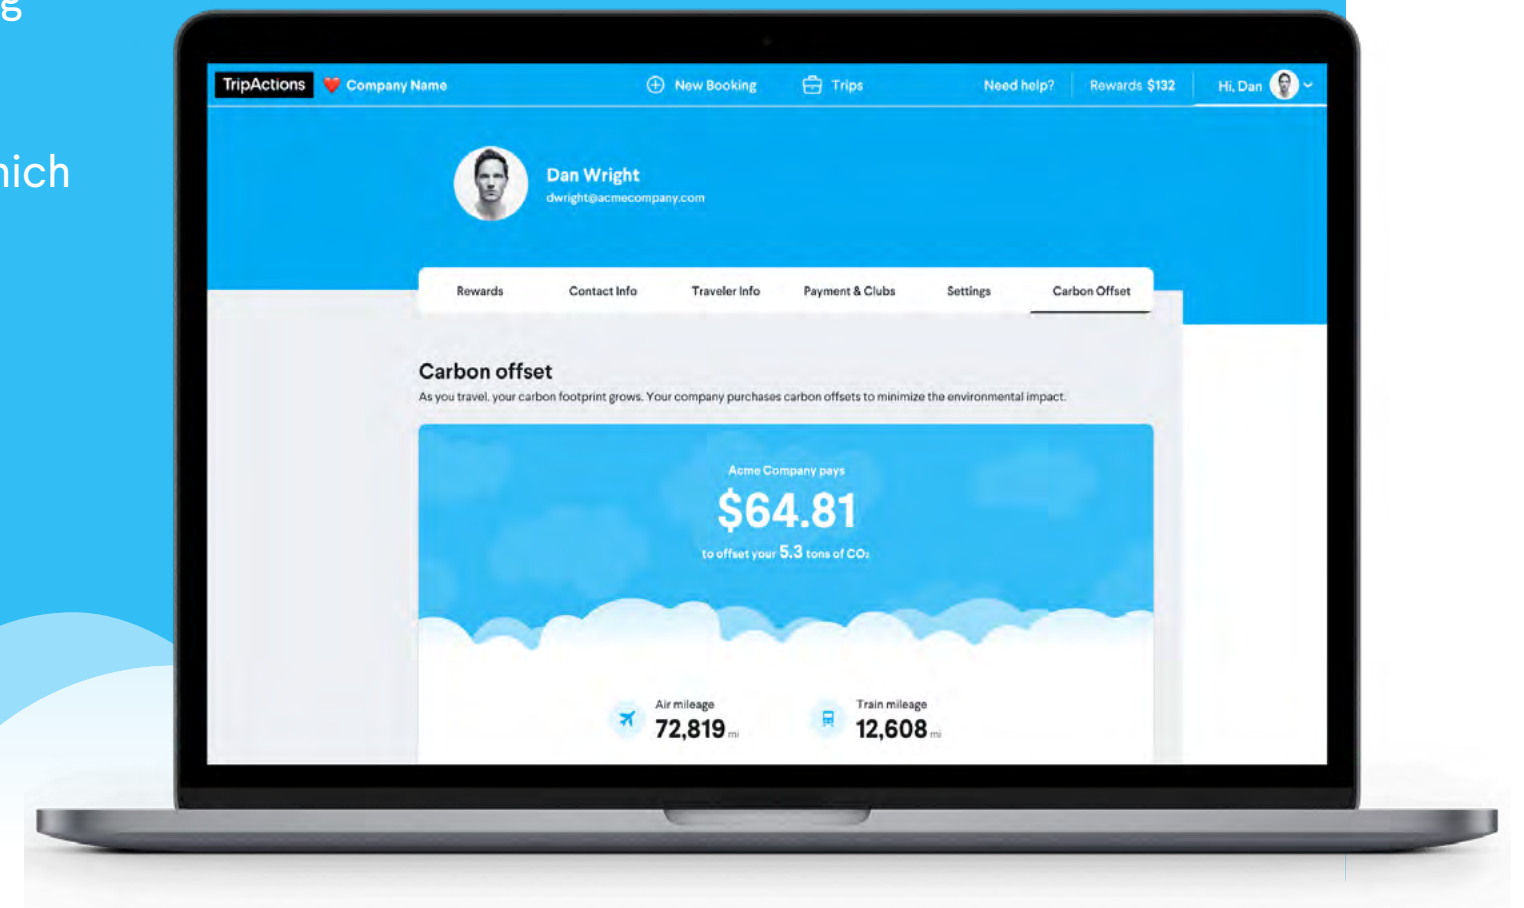 g
hich
TripActions ❤️ Company Name New Booking Trips Need help? Rewards $132 Hi, Dan
Dan Wright
dwright@acmecompany.com
Rewards Contact Info Traveler Info Payment & Clubs Settings Carbon Offset
Carbon offset
As you travel, your carbon footprint grows. Your company purchases carbon offsets to minimize the environmental impact.
Acme Company pays
$64.81
to offset your 5.3 tons of CO₂
Air mileage
72,819 mi
Train mileage
12,608 mi